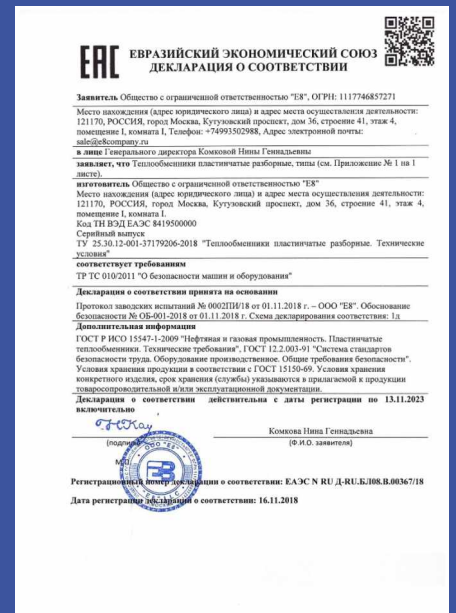 ЕАС
ЕВРАЗИЙСКИЙ ЭКОНОМИЧЕСКИЙ СОЮЗ
ДЕКЛАРАЦИЯ О СООТВЕТСТВИИ
Заявитель Общество с ограниченной ответственностью "Е8", ОГРН: 1117746857271
Место нахождения (адрес юридического лица) и адрес места осуществления деятельности:
121170, РОССИЯ, город Москва, Кутузовский проспект, дом 36, строение 41, этаж 4,
помещение I, комната I, Телефон: +74993502988, Адрес электронной почты:
sale@e8company.ru
в лице Генерального директора Комковой Нины Геннадьевны
заявляет, что Теплообменники пластинчатые разборные, типы (см. Приложение № 1 на 1
листе).
изготовитель Общество с ограниченной ответственностью "Е8"
Место нахождения (адрес юридического лица) и адрес места осуществления деятельности:
121170, РОССИЯ, город Москва, Кутузовский проспект, дом 36, строение 41, этаж 4,
помещение I, комната I.
Код ТН ВЭД ЕАЭС 8419500000
Серийный выпуск
ТУ 25.30.12-001-37179206-2018 "Теплообменники пластинчатые разборные. Технические
условия"
соответствует требованиям
ТР ТС 010/2011 "О безопасности машин и оборудования"
Декларация о соответствии принята на основании
Протокол заводских испытаний № 0002ПИ/18 от 01.11.2018 г. – ООО "Е8". Обоснование
безопасности № ОБ-001-2018 от 01.11.2018 г. Схема декларирования соответствия: 1д
Дополнительная информация
ГОСТ Р ИСО 15547-1-2009 "Нефтяная и газовая промышленность. Пластинчатые
теплообменники. Технические требования", ГОСТ 12.2.003-91 "Система стандартов
безопасности труда. Оборудование производственное. Общие требования безопасности".
Условия хранения продукции в соответствии с ГОСТ 15150-69. Условия хранения
конкретного изделия, срок хранения (службы) указываются в прилагаемой к продукции
товаросопроводительной и/или эксплуатационной документации.
Декларация о соответствии действительна с даты регистрации по 13.11.2023
включительно
Комкова Нина Геннадьевна
(подпись)
(Ф.И.О. заявителя)
М.П.
ООО "Е8"
Регистрационный номер декларации о соответствии: ЕАЭС N RU Д-RU.БЛ08.В.00367/18
Дата регистрации декларации о соответствии: 16.11.2018